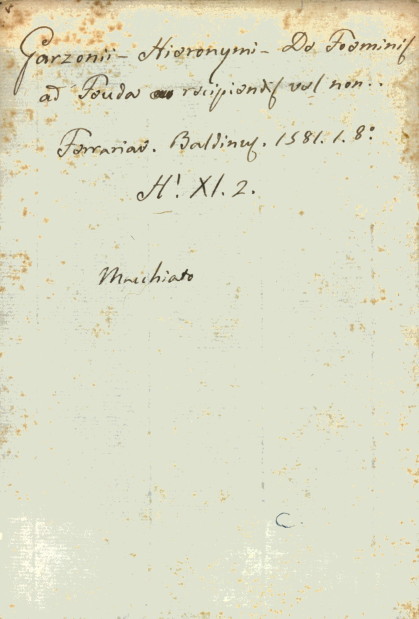 Garzonii - Hieronymi - De Foeminis
ad Feuda recipiendis vel non..
Ferrariae. Baldinus. 1581. 1. 8.º
H! XI. 2.
Macchiato
C.